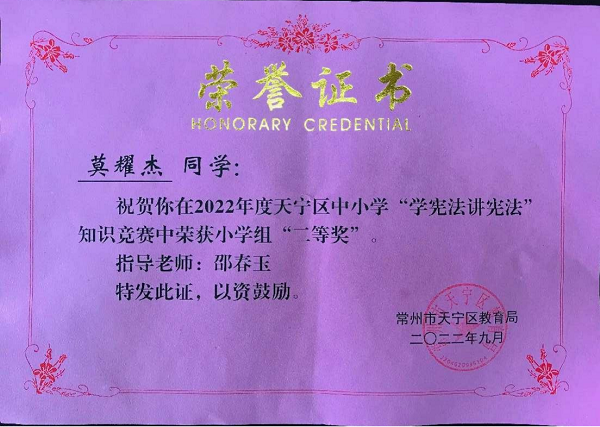 荣誉证书
HONORARY CREDENTIAL
莫耀杰 同学：
祝贺你在2022年度天宁区中小学“学宪法讲宪法”
知识竞赛中荣获小学组“二等奖”。
指导老师：邵春玉
特发此证，以资鼓励。
常州市天宁区教育局
二〇二二年九月